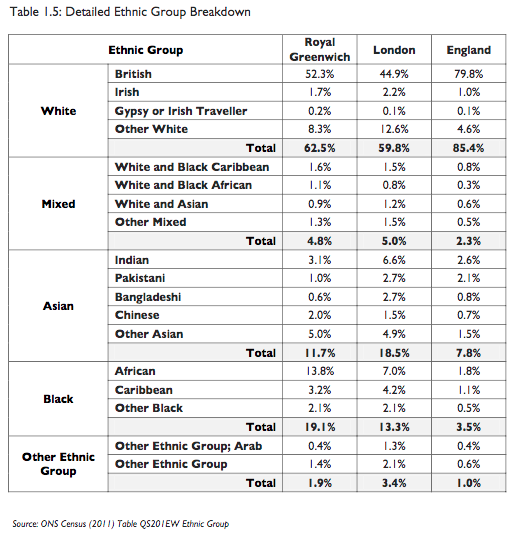 Table 1.5: Detailed Ethnic Group Breakdown
Ethnic Group Royal Greenwich London England
White
British 52.3% 44.9% 79.8%
Irish 1.7% 2.2% 1.0%
Gypsy or Irish Traveller 0.2% 0.1% 0.1%
Other White 8.3% 12.6% 4.6%
Total 62.5% 59.8% 85.4%
Mixed
White and Black Caribbean 1.6% 1.5% 0.8%
White and Black African 1.1% 0.8% 0.3%
White and Asian 0.9% 1.2% 0.6%
Other Mixed 1.3% 1.5% 0.5%
Total 4.8% 5.0% 2.3%
Asian
Indian 3.1% 6.6% 2.6%
Pakistani 1.0% 2.7% 2.1%
Bangladeshi 0.6% 2.7% 0.8%
Chinese 2.0% 1.5% 0.7%
Other Asian 5.0% 4.9% 1.5%
Total 11.7% 18.5% 7.8%
Black
African 13.8% 7.0% 1.8%
Caribbean 3.2% 4.2% 1.1%
Other Black 2.1% 2.1% 0.5%
Total 19.1% 13.3% 3.5%
Other Ethnic Group
Other Ethnic Group; Arab 0.4% 1.3% 0.4%
Other Ethnic Group 1.4% 2.1% 0.6%
Total 1.9% 3.4% 1.0%
Source: ONS Census (2011) Table QS201EW Ethnic Group